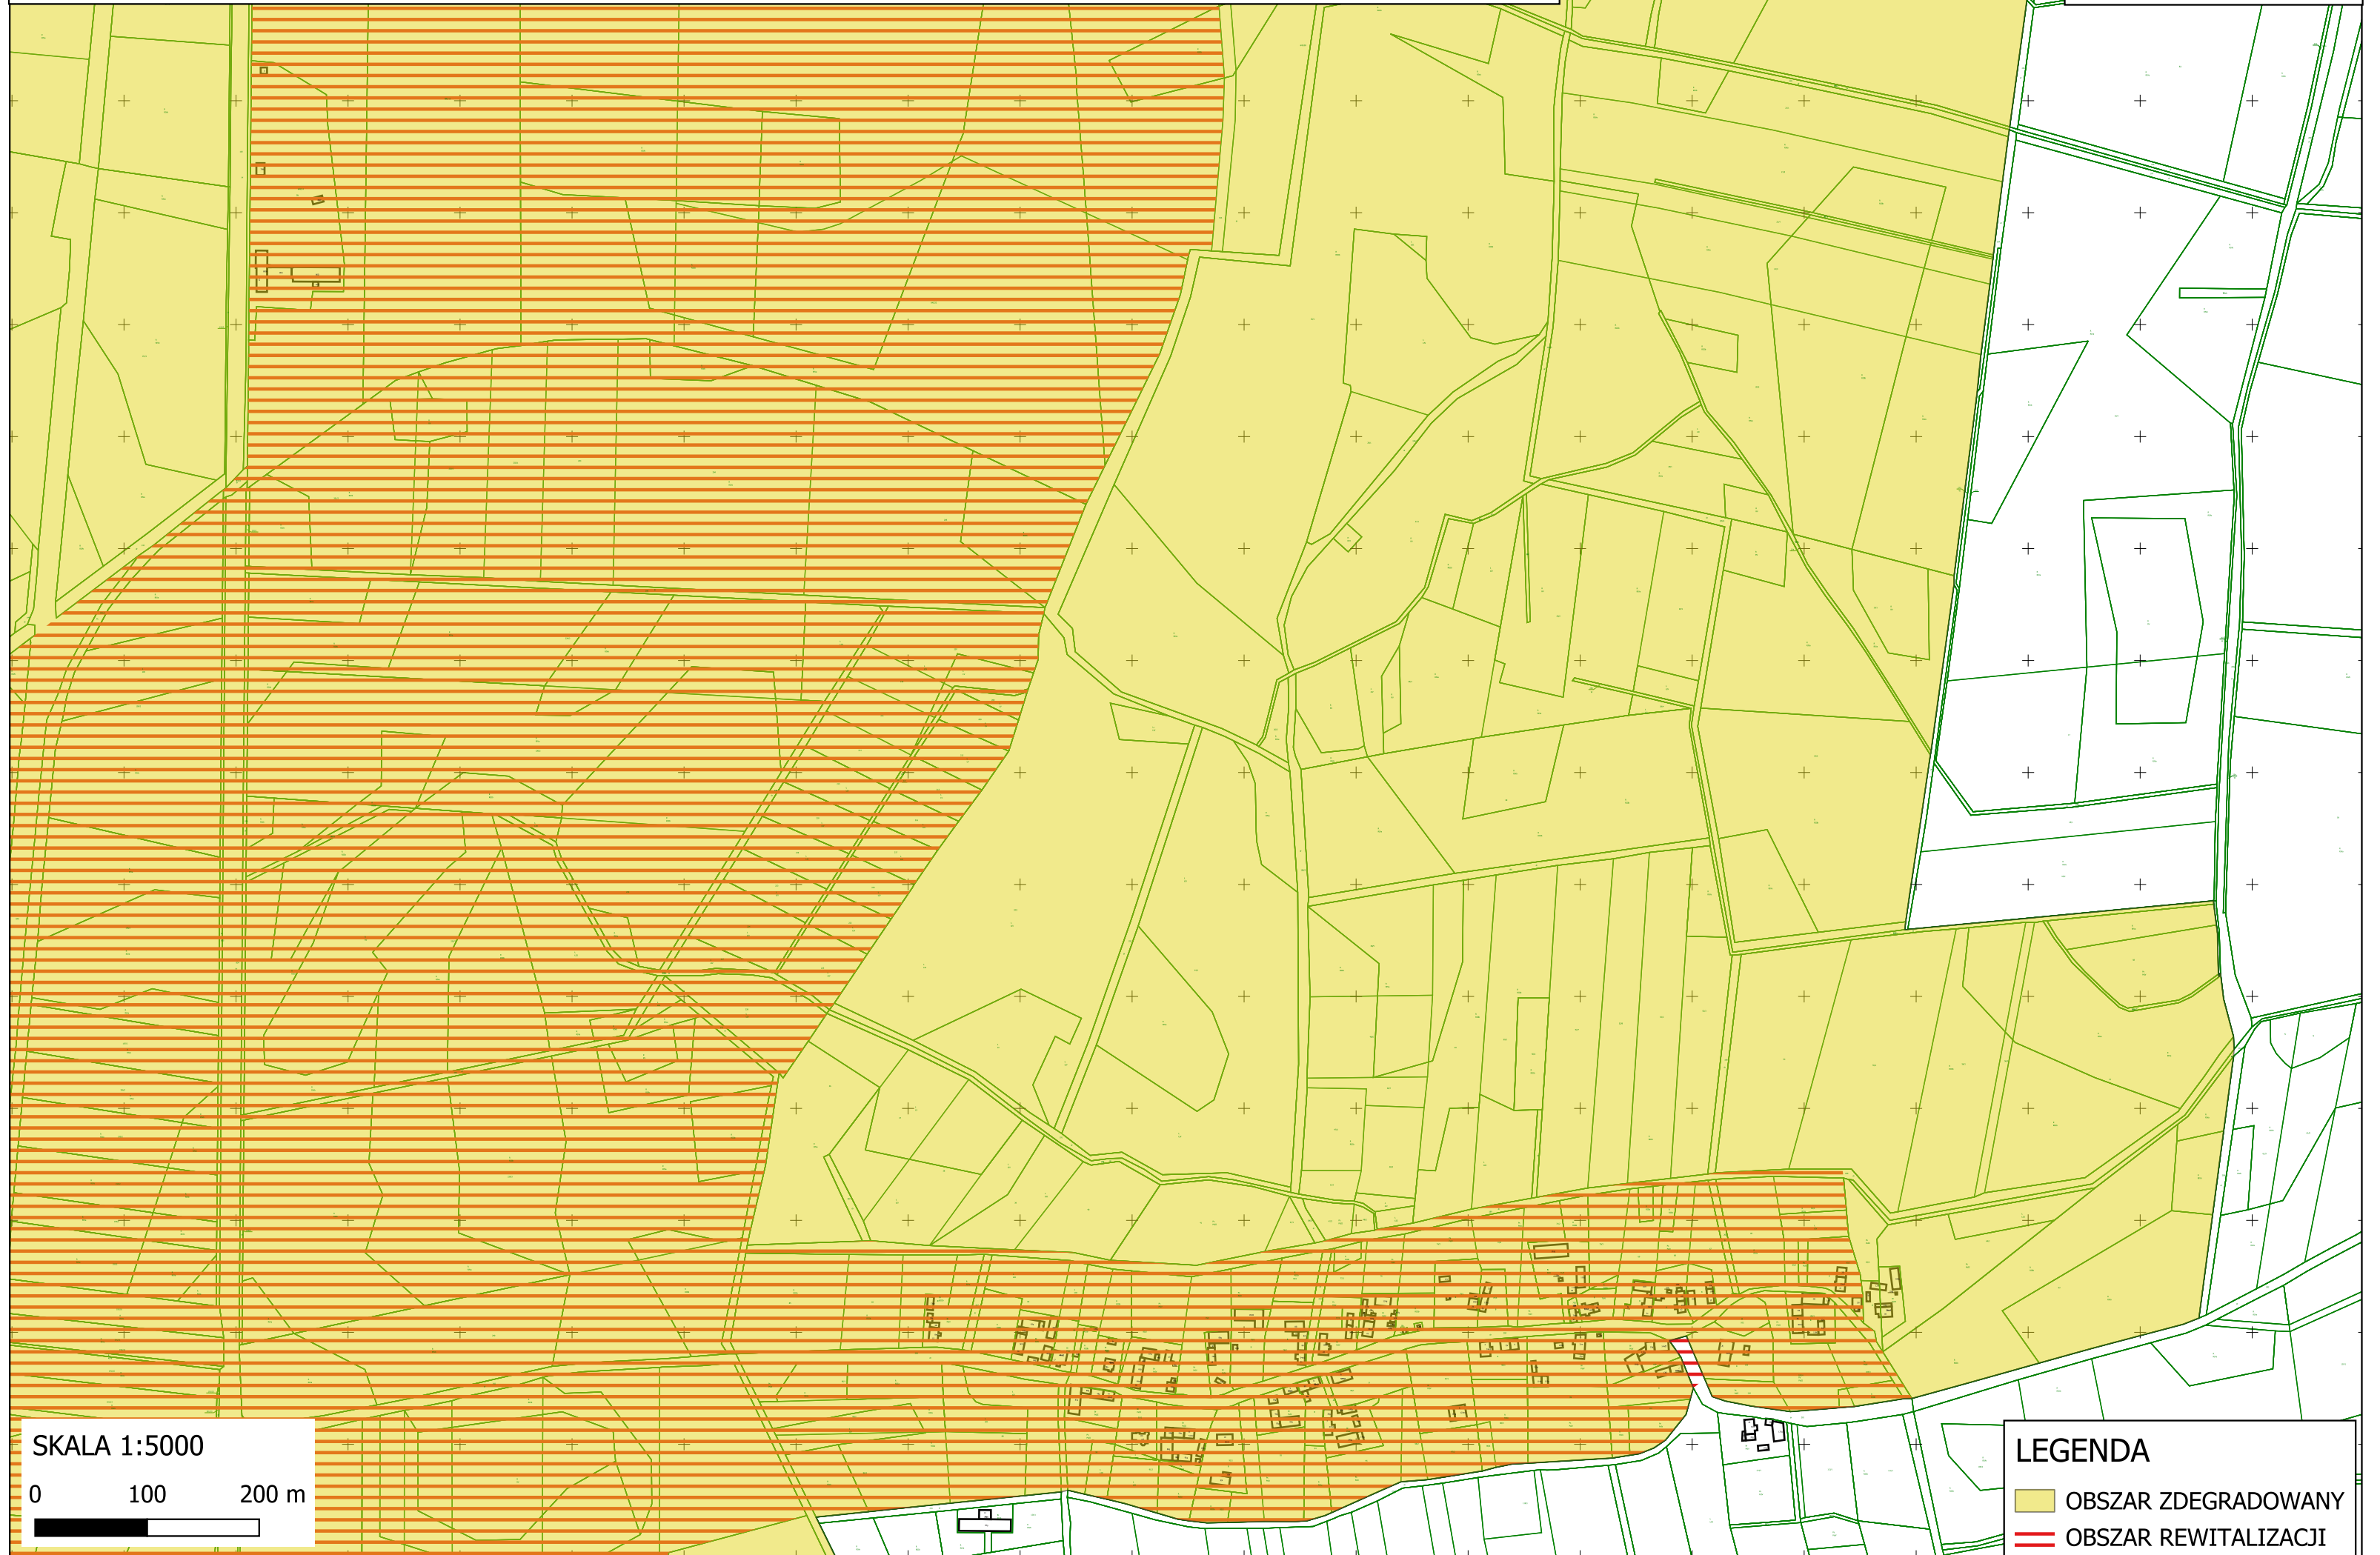 SKALA 1:5000
0 100 200 m
LEGENDA
OBSZAR ZDEGRADOWANY
OBSZAR REWITALIZACJI